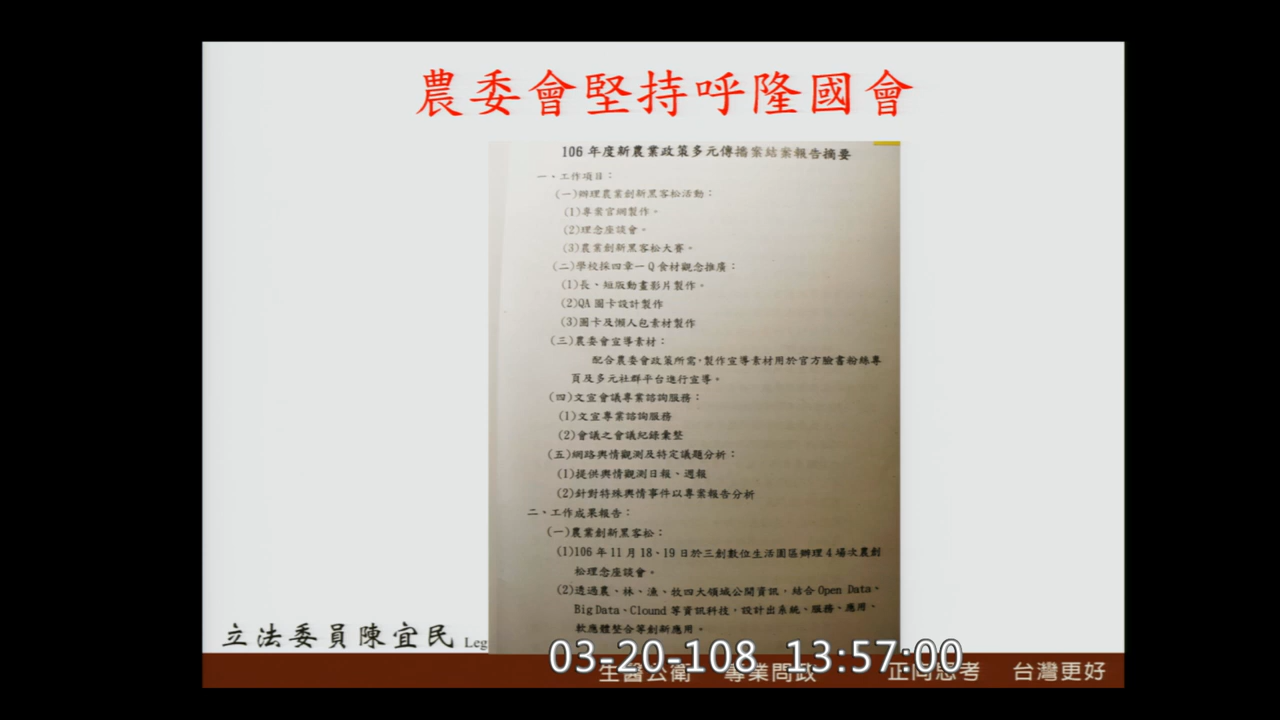 農委會堅持呼隆國會
106 年度新農業政策多元傳播案結案報告摘要
一、工作項目：
(一)辦理農業創新黑客松活動：
(1)專案官網製作。
(2)理念座談會。
(3)農業創新黑客松大賽。
(二)學校採四章一 Q 食材觀念推廣：
(1)長、短版動畫影片製作。
(2)QA 圖卡設計製作
(3)圖卡及懶人包素材製作
(三)農委會宣導素材：
配合農委會政策所需，製作宣導素材用於官方臉書粉絲專
頁及多元社群平台進行宣導。
(四)文宣會議專業諮詢服務：
(1)文宣專業諮詢服務
(2)會議之會議紀錄彙整
(五)網路輿情觀測及特定議題分析：
(1)提供輿情觀測日報、週報
(2)針對特殊輿情事件以專案報告分析
二、工作成果報告：
(一)農業創新黑客松：
(1)106 年 11 月 18、19 日於三創數位生活園區辦理 4 場次農創
松理念座談會。
(2)透過農、林、漁、牧四大領域公開資訊，結合 Open Data、
Big Data、Clound 等資訊科技，設計出系統、服務、應用、
軟應體整合等創新應用。
立法委員陳宜民 Leg
03-20-108 13:57:00
生醫公衛 專業問政 正向思考 台灣更好